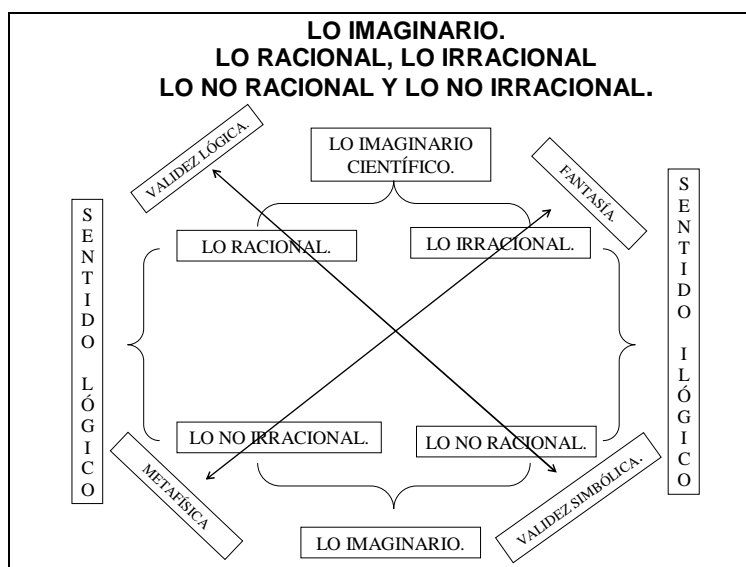 LO IMAGINARIO.
LO RACIONAL, LO IRRACIONAL
LO NO RACIONAL Y LO NO IRRACIONAL.
VALIDEZ LÓGICA.
LO IMAGINARIO
CIENTÍFICO.
FANTASÍA.
SENTIDO LÓGICO
LO RACIONAL.
LO IRRACIONAL.
SENTIDO ILÓGICO
LO NO IRRACIONAL.
LO NO RACIONAL.
METAFÍSICA
VALIDEZ SIMBÓLICA.
LO IMAGINARIO.